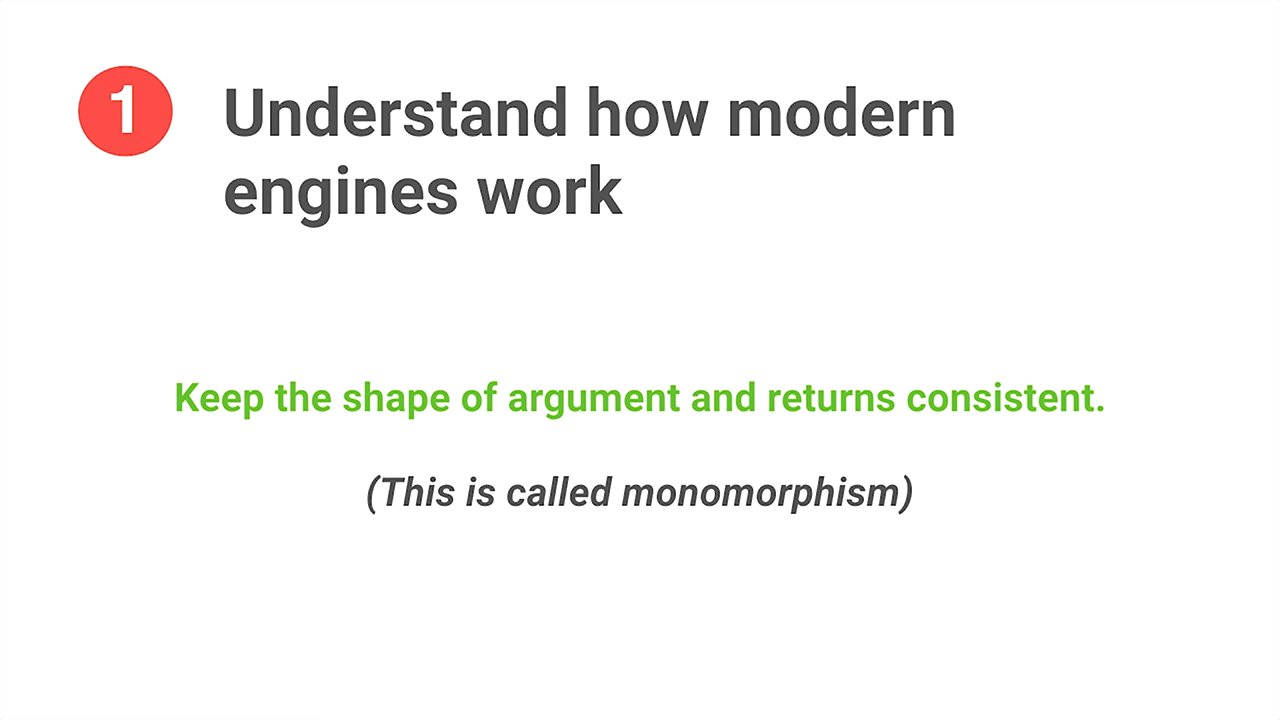 1
Understand how modern
engines work
Keep the shape of argument and returns consistent.
(This is called monomorphism)